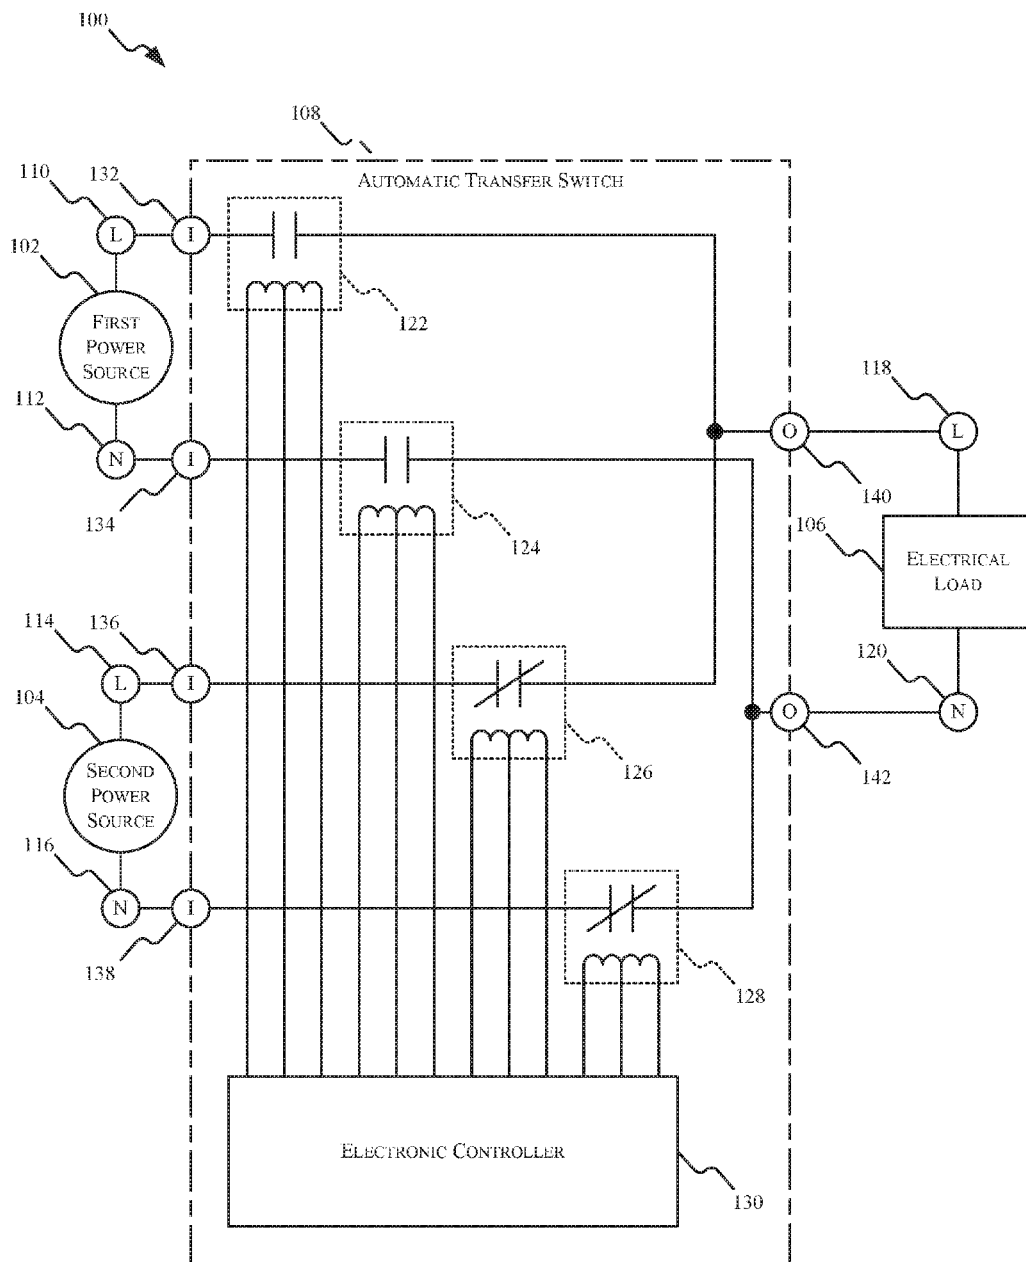 100
108
AUTOMATIC TRANSFER SWITCH
110
132
L
I
102
122
FIRST
POWER
SOURCE
112
118
O
L
N
I
134
140
124
106
ELECTRICAL
LOAD
114
136
120
L
I
104
O
N
126
142
SECOND
POWER
SOURCE
116
N
I
138
128
ELECTRONIC CONTROLLER
130